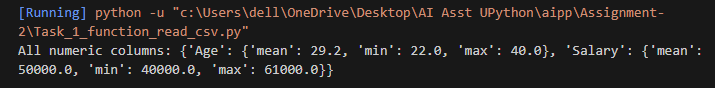 [Running] python -u "c:\Users\dell\OneDrive\Desktop\AI Asst UPython\aipp\Assignment-
2\Task_1_function_read_csv.py"
All numeric columns: {'Age': {'mean': 29.2, 'min': 22.0, 'max': 40.0}, 'Salary': {'mean':
50000.0, 'min': 40000.0, 'max': 61000.0}}